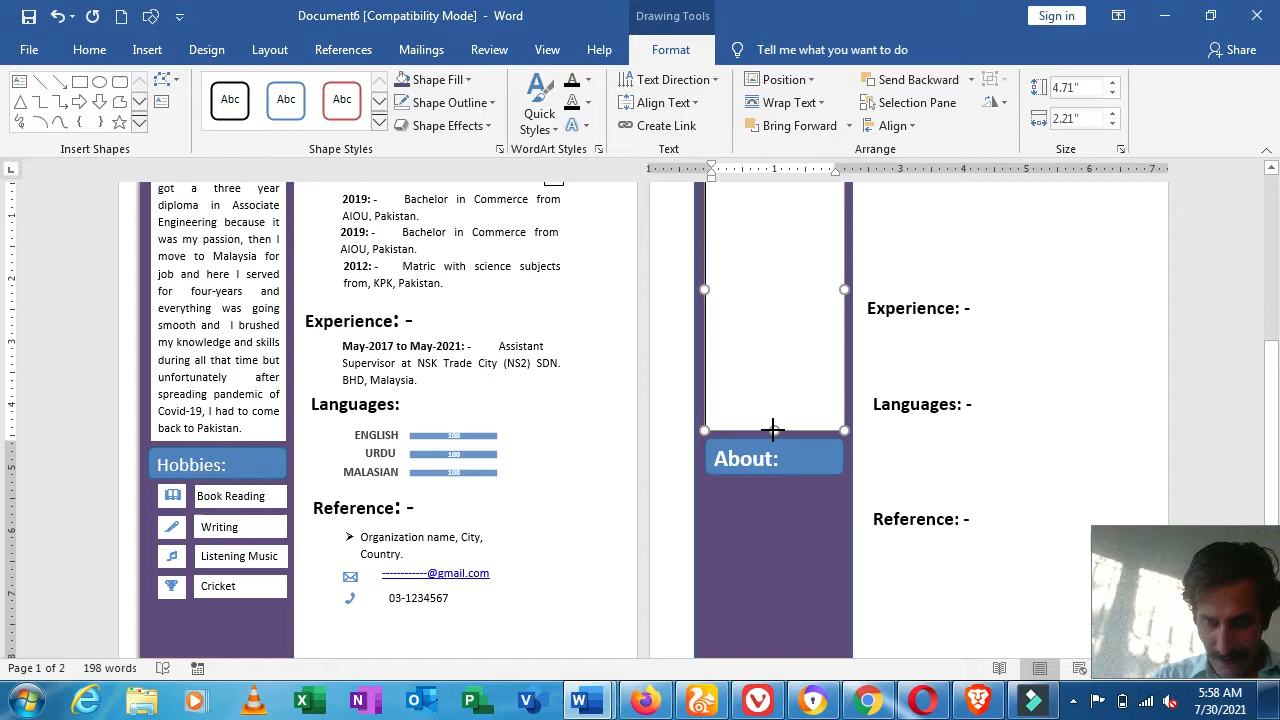 Document6 [Compatibility Mode] - Word
Drawing Tools
Sign in
File Home Insert Design Layout References Mailings Review View Help Format Tell me what you want to do Share
Abc Abc Abc
Shape Fill
Shape Outline
Shape Effects
Quick Styles
Text Direction
Align Text
Create Link
Position
Wrap Text
Bring Forward
Send Backward
Selection Pane
Align
4.71"
2.21"
Insert Shapes Shape Styles WordArt Styles Text Arrange Size
got a three year
diploma in Associate
Engineering because it
was my passion, then I
move to Malaysia for
job and here I served
for four-years and
everything was going
smooth and I brushed
my knowledge and skills
during all that time but
unfortunately after
spreading pandemic of
Covid-19, I had to come
back to Pakistan.
Hobbies:
Book Reading
Writing
Listening Music
Cricket
2019: - Bachelor in Commerce from
AIOU, Pakistan.
2019: - Bachelor in Commerce from
AIOU, Pakistan.
2012: - Matric with science subjects
from, KPK, Pakistan.
Experience: -
May-2017 to May-2021: - Assistant
Supervisor at NSK Trade City (NS2) SDN.
BHD, Malaysia.
Languages:
ENGLISH 100
URDU 100
MALASIAN 100
Reference: -
Organization name, City,
Country.
------------@gmail.com
03-1234567
About:
Experience: -
Languages: -
Reference: -
Page 1 of 2 198 words
5:58 AM
7/30/2021